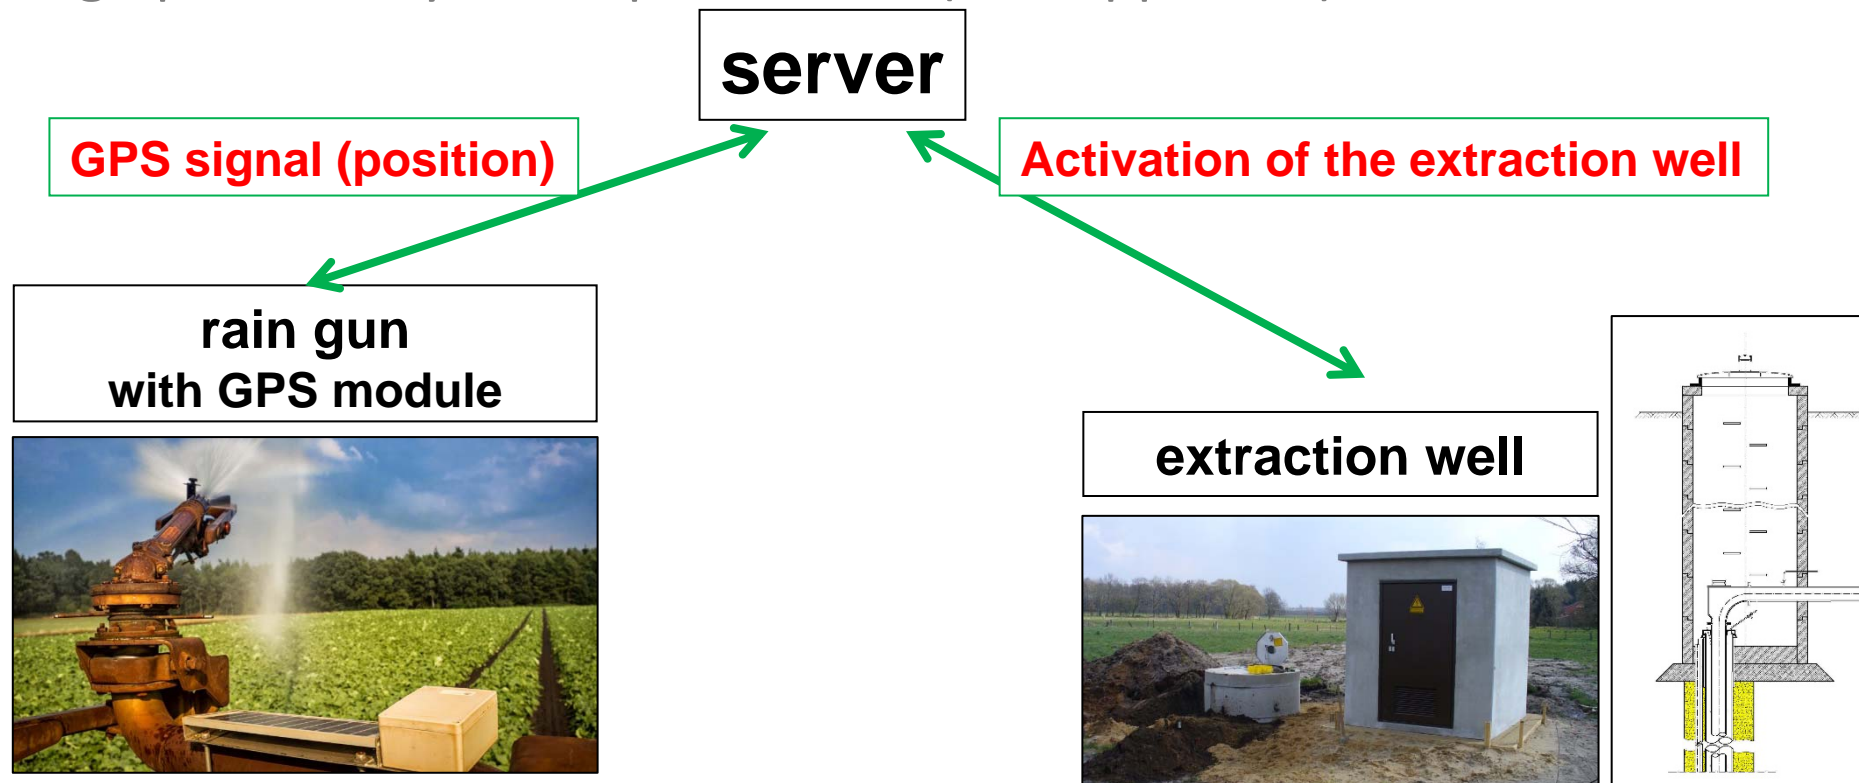 server
GPS signal (position)
Activation of the extraction well
rain gun
with GPS module
extraction well